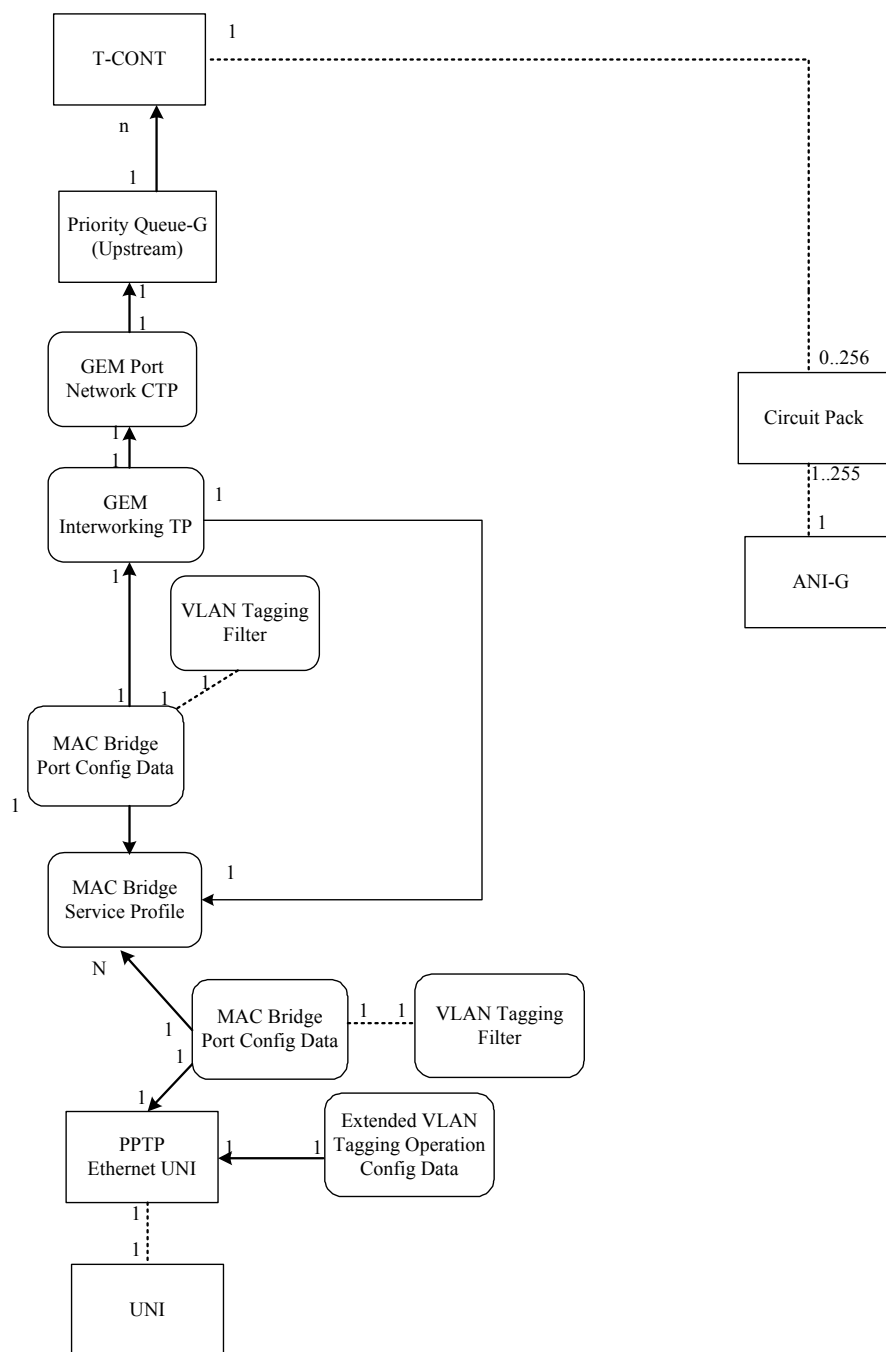 1
T-CONT
n
1
Priority Queue-G
(Upstream)
1
1
GEM Port
Network CTP
0..256
Circuit Pack
1
1
1..255
GEM
Interworking TP
1
1
ANI-G
1
VLAN Tagging
Filter
1
1
1
MAC Bridge
Port Config Data
1
MAC Bridge
Service Profile
1
N
MAC Bridge
Port Config Data
1
1
VLAN Tagging
Filter
1
1
1
PPTP
Ethernet UNI
1
1
Extended VLAN
Tagging Operation
Config Data
1
1
UNI